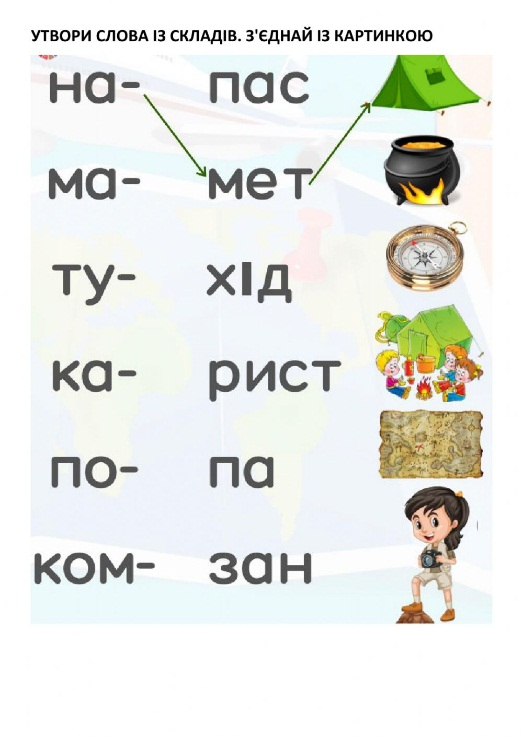 УТВОРИ СЛОВА ІЗ СКЛАДІВ. З'ЄДНАЙ ІЗ КАРТИНКОЮ
на- пас
ма- мет
ту- хід
ка- рист
по- па
ком- зан